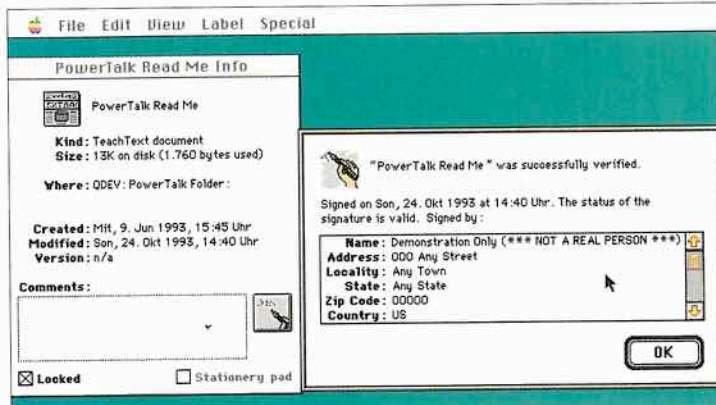 File Edit View Label Special
PowerTalk Read Me Info
PowerTalk Read Me
Kind: TeachText document
Size: 13K on disk (1.760 bytes used)
Where: QDEV: PowerTalk Folder:
Created: Mit, 9. Jun 1993, 15:45 Uhr
Modified: Son, 24. Okt 1993, 14:40 Uhr
Version: n/a
Comments:
Locked Stationery pad
"PowerTalk Read Me" was successfully verified.
Signed on Son, 24. Okt 1993 at 14:40 Uhr. The status of the
signature is valid. Signed by:
Name: Demonstration Only (*** NOT A REAL PERSON ***)
Address: 000 Any Street
Locality: Any Town
State: Any State
Zip Code: 00000
Country: US
OK